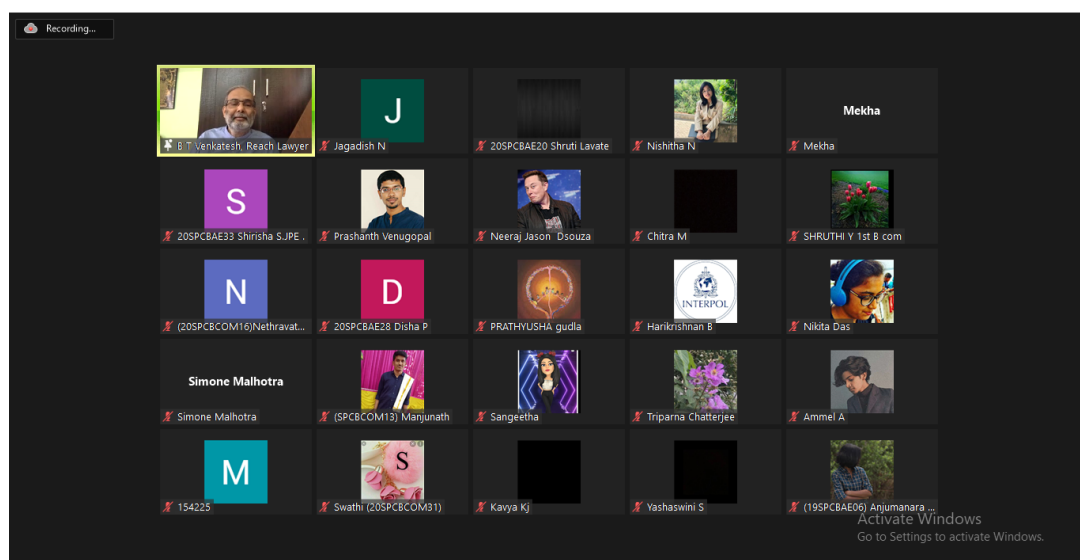 Recording...
B T Venkatesh, Reach Lawyer
J
Jagadish N
20SPCBAE20 Shruti Lavate
Nishitha N
Mekha
Mekha
S
20SPCBAE33 Shirisha S.JPE .
Prashanth Venugopal
Neeraj Jason Dsouza
Chitra M
SHRUTHI Y 1st B com
N
(20SPCBCOM16)Nethravat...
D
20SPCBAE28 Disha P
PRATHYUSHA gudla
INTERPOL
Harikrishnan B
Nikita Das
Simone Malhotra
Simone Malhotra
(SPCBCOM13) Manjunath
Sangeetha
Triparna Chatterjee
Ammel A
M
154225
S
Swathi (20SPCBCOM31)
Kavya Kj
Yashaswini S
(19SPCBAE06) Anjumanara ...
Activate Windows
Go to Settings to activate Windows.